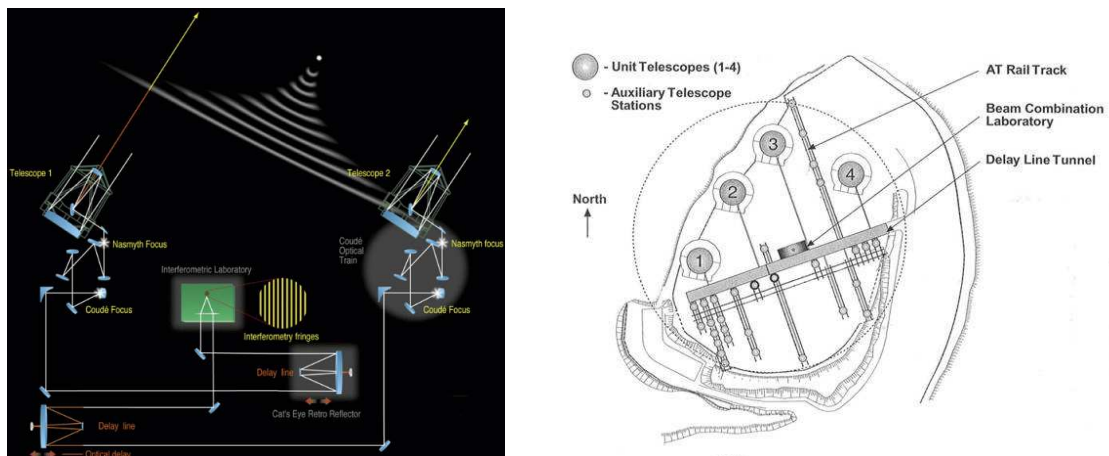 Telescope 1
Telescope 2
Nasmyth Focus
Nasmyth focus
Coudé
Optical
Train
Interferometric Laboratory
Coudé Focus
Coudé Focus
Interferometry fringes
Delay line
Cat's Eye Retro Reflector
Delay line
Optical delay
- Unit Telescopes (1-4)
- Auxiliary Telescope
Stations
AT Rail Track
Beam Combination
Laboratory
Delay Line Tunnel
North
3
4
2
1